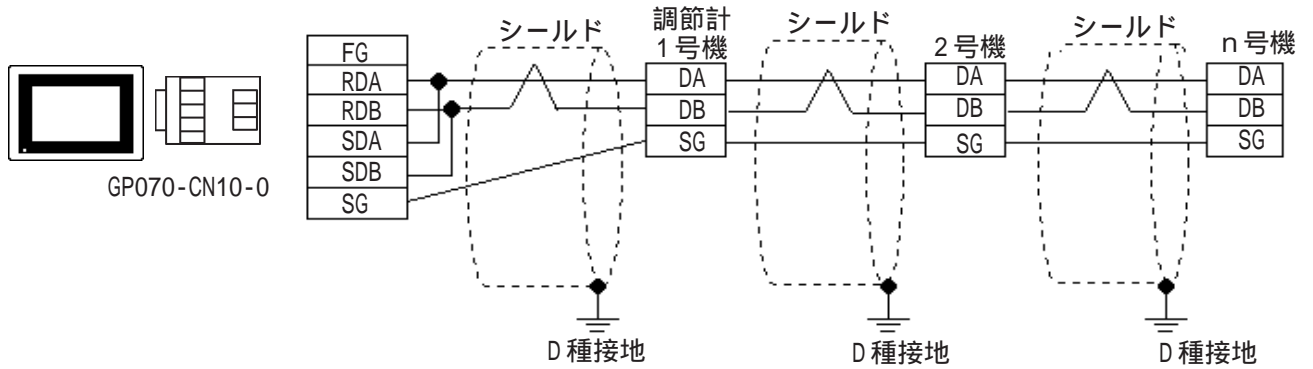 GP070-CN10-0
FG
RDA
RDB
SDA
SDB
SG
シールド
調節計
1号機
DA
DB
SG
D種接地
シールド
2号機
DA
DB
SG
D種接地
シールド
n号機
DA
DB
SG
D種接地